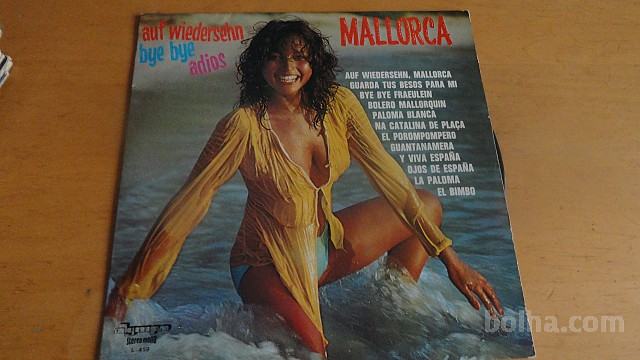 auf wiedersehn
bye bye
adios
MALLORCA
AUF WIEDERSEHN, MALLORCA
GUARDA TUS BESOS PARA MI
BYE BYE FRAEULEIN
BOLERO MALLORQUIN
PALOMA BLANCA
NA CATALINA DE PLAÇA
EL POROMPOMPERO
GUANTANAMERA
Y VIVA ESPAÑA
OJOS DE ESPAÑA
LA PALOMA
EL BIMBO
Stereo mono
bolha.com